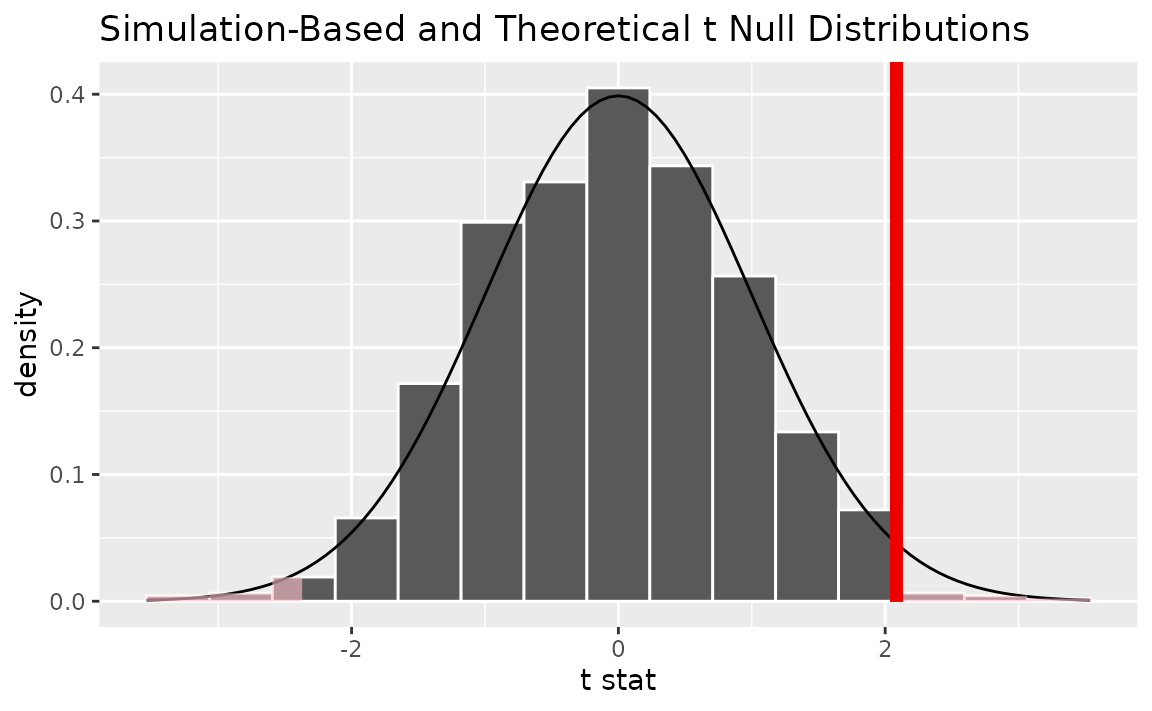 Simulation-Based and Theoretical t Null Distributions
density
0.4
0.3
0.2
0.1
0.0
-2 0 2
t stat